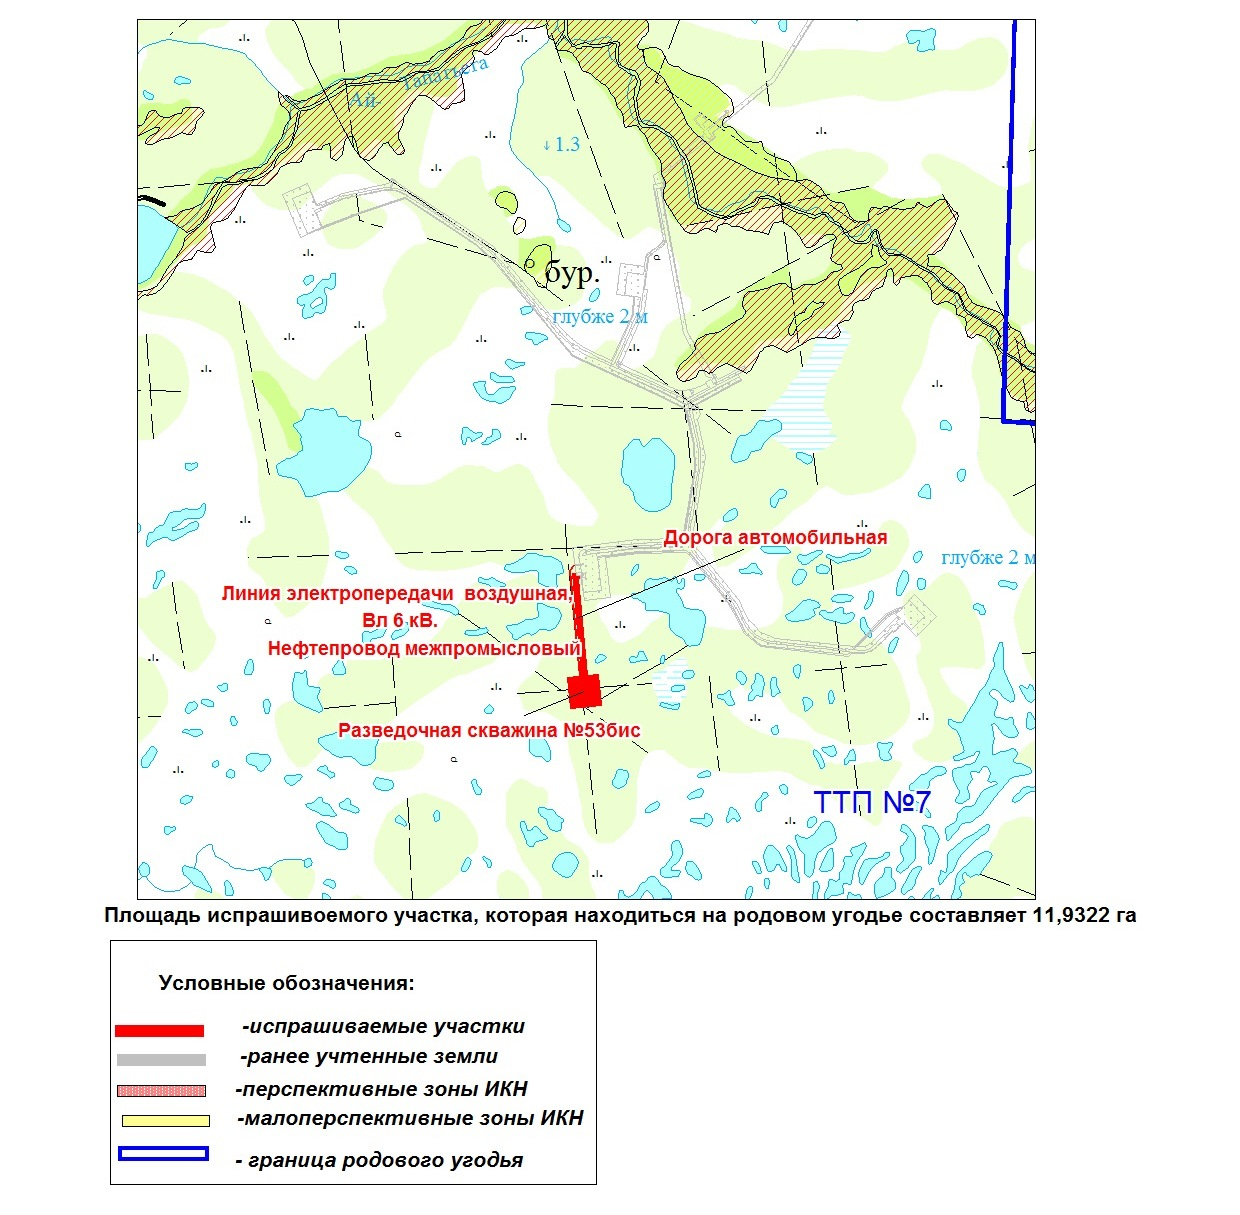 Ай-
Тапатьега
1.3
бур.
глубже 2 м
Дорога автомобильная
глубже 2 м
Линия электропередачи воздушная,
Вл 6 кВ.
Нефтепровод межпромысловый
Разведочная скважина №53бис
ТТП №7
Площадь испрашивоемого участка, которая находиться на родовом угодье составляет 11,9322 га
Условные обозначения:
-испрашиваемые участки
-ранее учтенные земли
-перспективные зоны ИКН
-малоперспективные зоны ИКН
- граница родового угодья